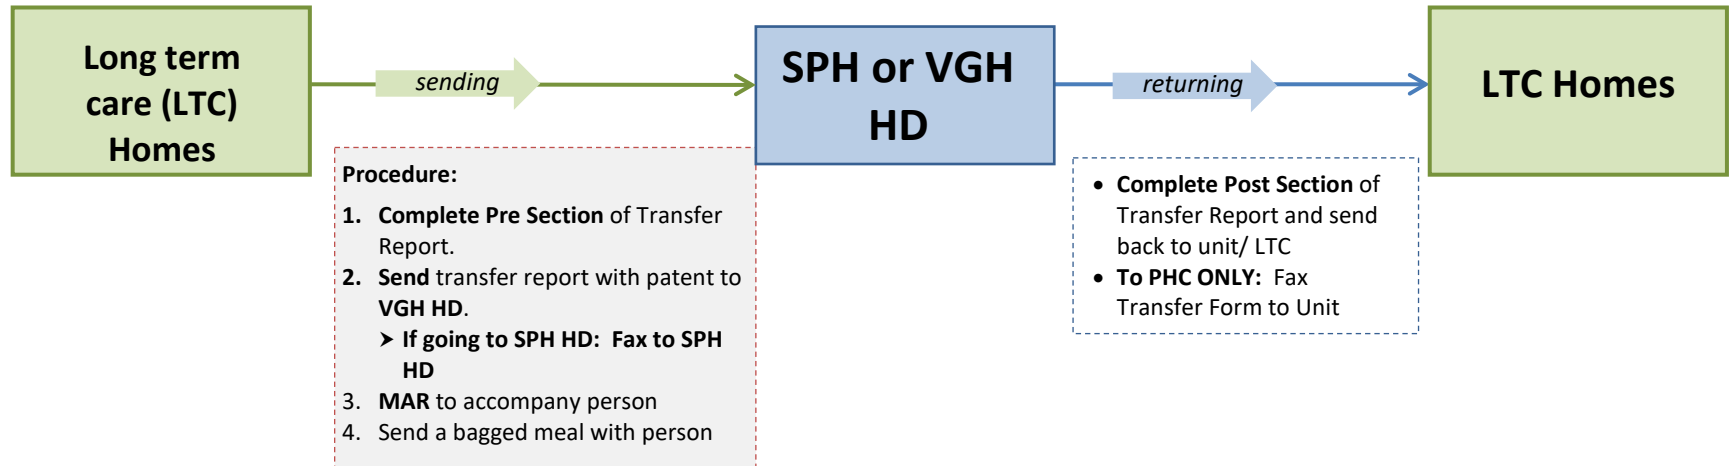 Long term
care (LTC)
Homes
sending
SPH or VGH
HD
returning
LTC Homes
Procedure:
1. Complete Pre Section of Transfer
Report.
2. Send transfer report with patent to
VGH HD.
➤ If going to SPH HD: Fax to SPH
HD
3. MAR to accompany person
4. Send a bagged meal with person
• Complete Post Section of
Transfer Report and send
back to unit/ LTC
• To PHC ONLY: Fax
Transfer Form to Unit